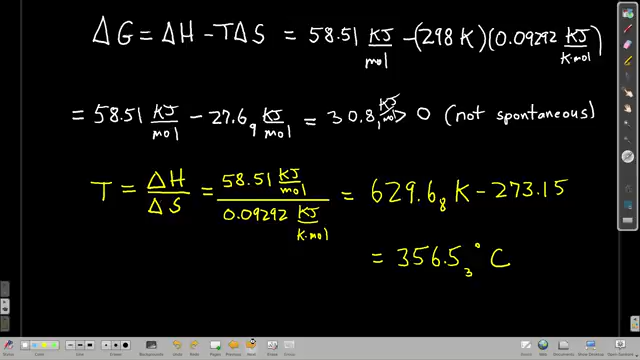 ΔG = ΔH - TΔS = 58.51 KJ/mol - (298 K)(0.09292 KJ/K·mol)
= 58.51 KJ/mol - 27.6₉ KJ/mol = 30.8₁ KJ/mol > 0 (not spontaneous)
T = ΔH/ΔS = 58.51 KJ/mol / 0.09292 KJ/K·mol = 629.6₈ K - 273.15
= 356.5₃ °C